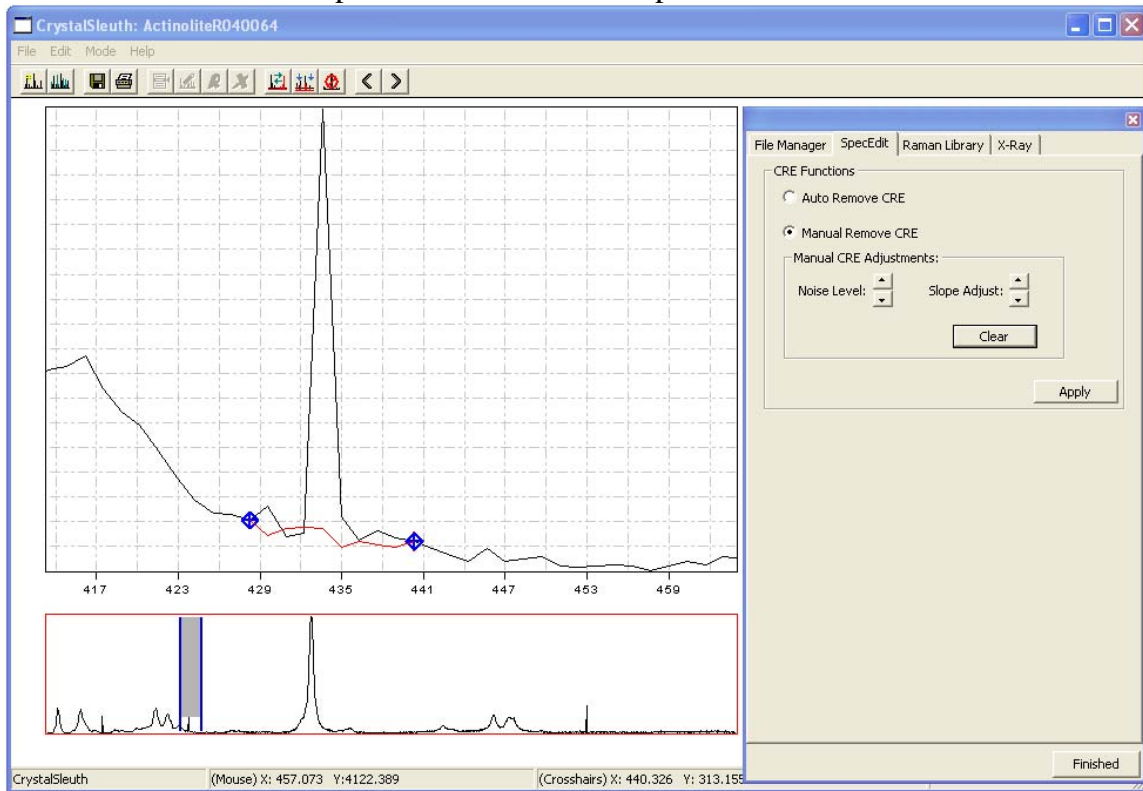 CrystalSleuth: ActinoliteR040064
File Edit Mode Help
File Manager SpecEdit Raman Library X-Ray
CRE Functions
Auto Remove CRE
Manual Remove CRE
Manual CRE Adjustments:
Noise Level: Slope Adjust:
Clear
Apply
417 423 429 435 441 447 453 459
Finished
CrystalSleuth (Mouse) X: 457.073 Y:4122.389 (Crosshairs) X: 440.326 Y: 313.155